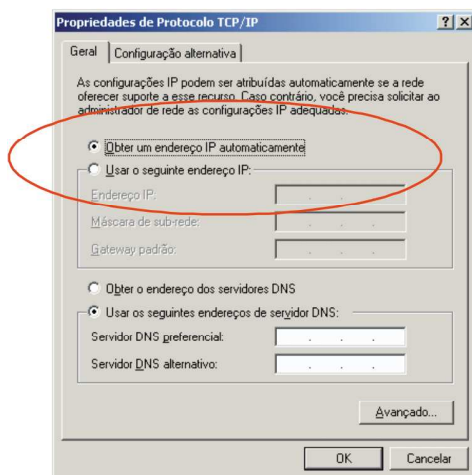 Propriedades de Protocolo TCP/IP
Geral
Configuração alternativa
As configurações IP podem ser atribuídas automaticamente se a rede
oferecer suporte a esse recurso. Caso contrário, você precisa solicitar ao
administrador de rede as configurações IP adequadas.
Obter um endereço IP automaticamente
Usar o seguinte endereço IP:
Endereço IP:
Máscara de sub-rede:
Gateway padrão:
Obter o endereço dos servidores DNS
Usar os seguintes endereços de servidor DNS:
Servidor DNS preferencial:
Servidor DNS alternativo:
Avançado...
OK
Cancelar